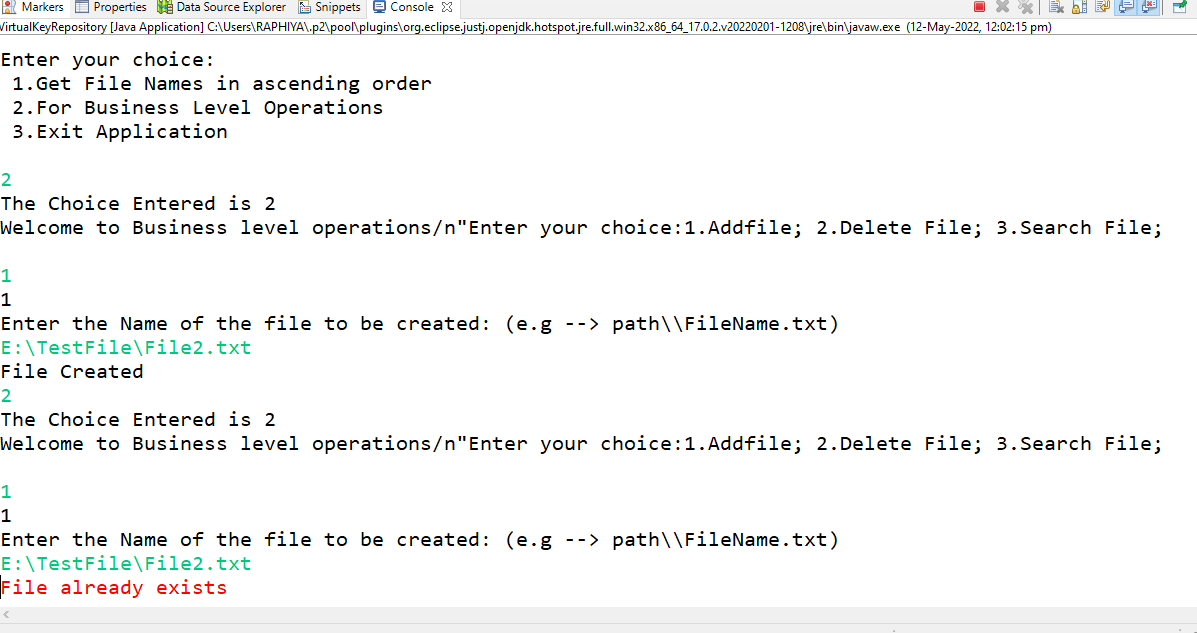 Markers Properties Data Source Explorer Snippets Console
VirtualKeyRepository [Java Application] C:\Users\RAPHIYA\.p2\pool\plugins\org.eclipse.justj.openjdk.hotspot.jre.full.win32.x86_64_17.0.2.v20220201-1208\jre\bin\javaw.exe (12-May-2022, 12:02:15 pm)
Enter your choice:
 1.Get File Names in ascending order
 2.For Business Level Operations
 3.Exit Application
2
The Choice Entered is 2
Welcome to Business level operations/n"Enter your choice:1.Addfile; 2.Delete File; 3.Search File;
1
1
Enter the Name of the file to be created: (e.g --> path\\FileName.txt)
E:\TestFile\File2.txt
File Created
2
The Choice Entered is 2
Welcome to Business level operations/n"Enter your choice:1.Addfile; 2.Delete File; 3.Search File;
1
1
Enter the Name of the file to be created: (e.g --> path\\FileName.txt)
E:\TestFile\File2.txt
File already exists